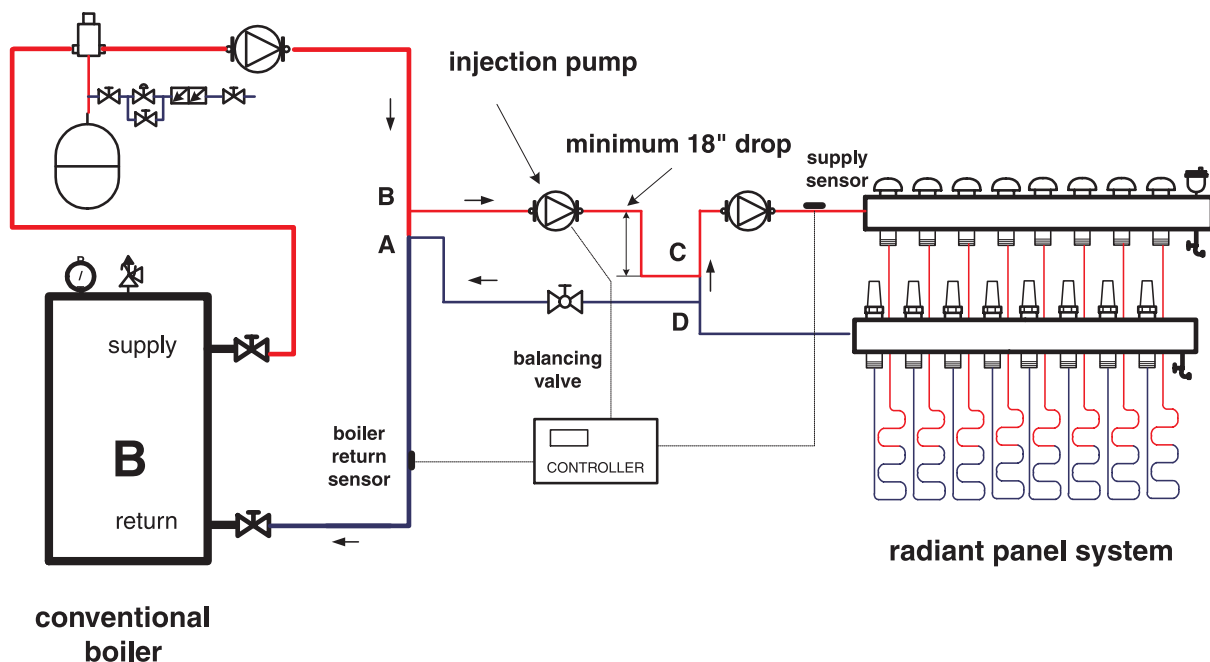 injection pump
minimum 18" drop
supply
sensor
B
A
C
D
P
supply
B
return
balancing
valve
boiler
return
sensor
CONTROLLER
radiant panel system
conventional
boiler